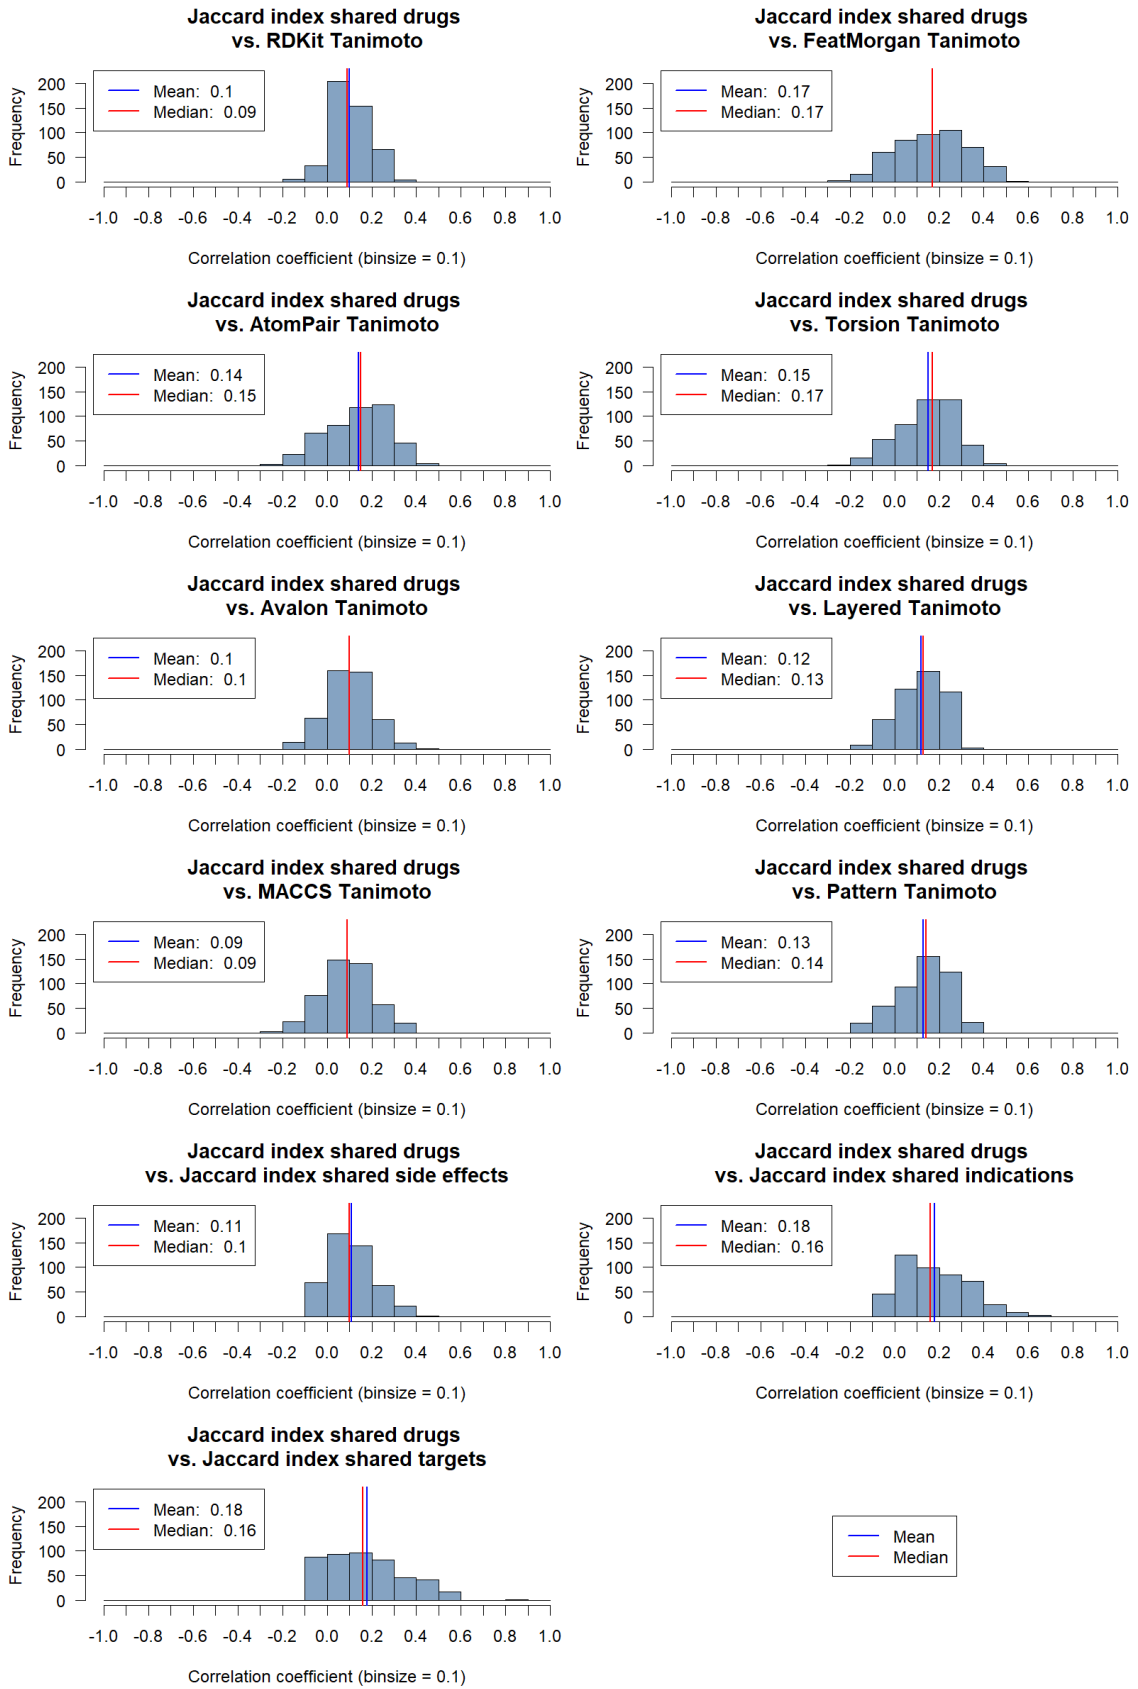 Jaccard index shared drugs
vs. RDKit Tanimoto
Mean: 0.1
Median: 0.09
Frequency
200
150
100
50
0
-1.0 -0.8 -0.6 -0.4 -0.2 0.0 0.2 0.4 0.6 0.8 1.0
Correlation coefficient (binsize = 0.1)
Jaccard index shared drugs
vs. FeatMorgan Tanimoto
Mean: 0.17
Median: 0.17
Frequency
200
150
100
50
0
-1.0 -0.8 -0.6 -0.4 -0.2 0.0 0.2 0.4 0.6 0.8 1.0
Correlation coefficient (binsize = 0.1)
Jaccard index shared drugs
vs. AtomPair Tanimoto
Mean: 0.14
Median: 0.15
Frequency
200
150
100
50
0
-1.0 -0.8 -0.6 -0.4 -0.2 0.0 0.2 0.4 0.6 0.8 1.0
Correlation coefficient (binsize = 0.1)
Jaccard index shared drugs
vs. Torsion Tanimoto
Mean: 0.15
Median: 0.17
Frequency
200
150
100
50
0
-1.0 -0.8 -0.6 -0.4 -0.2 0.0 0.2 0.4 0.6 0.8 1.0
Correlation coefficient (binsize = 0.1)
Jaccard index shared drugs
vs. Avalon Tanimoto
Mean: 0.1
Median: 0.1
Frequency
200
150
100
50
0
-1.0 -0.8 -0.6 -0.4 -0.2 0.0 0.2 0.4 0.6 0.8 1.0
Correlation coefficient (binsize = 0.1)
Jaccard index shared drugs
vs. Layered Tanimoto
Mean: 0.12
Median: 0.13
Frequency
200
150
100
50
0
-1.0 -0.8 -0.6 -0.4 -0.2 0.0 0.2 0.4 0.6 0.8 1.0
Correlation coefficient (binsize = 0.1)
Jaccard index shared drugs
vs. MACCS Tanimoto
Mean: 0.09
Median: 0.09
Frequency
200
150
100
50
0
-1.0 -0.8 -0.6 -0.4 -0.2 0.0 0.2 0.4 0.6 0.8 1.0
Correlation coefficient (binsize = 0.1)
Jaccard index shared drugs
vs. Pattern Tanimoto
Mean: 0.13
Median: 0.14
Frequency
200
150
100
50
0
-1.0 -0.8 -0.6 -0.4 -0.2 0.0 0.2 0.4 0.6 0.8 1.0
Correlation coefficient (binsize = 0.1)
Jaccard index shared drugs
vs. Jaccard index shared side effects
Mean: 0.11
Median: 0.1
Frequency
200
150
100
50
0
-1.0 -0.8 -0.6 -0.4 -0.2 0.0 0.2 0.4 0.6 0.8 1.0
Correlation coefficient (binsize = 0.1)
Jaccard index shared drugs
vs. Jaccard index shared indications
Mean: 0.18
Median: 0.16
Frequency
200
150
100
50
0
-1.0 -0.8 -0.6 -0.4 -0.2 0.0 0.2 0.4 0.6 0.8 1.0
Correlation coefficient (binsize = 0.1)
Jaccard index shared drugs
vs. Jaccard index shared targets
Mean: 0.18
Median: 0.16
Frequency
200
150
100
50
0
-1.0 -0.8 -0.6 -0.4 -0.2 0.0 0.2 0.4 0.6 0.8 1.0
Correlation coefficient (binsize = 0.1)
Mean
Median